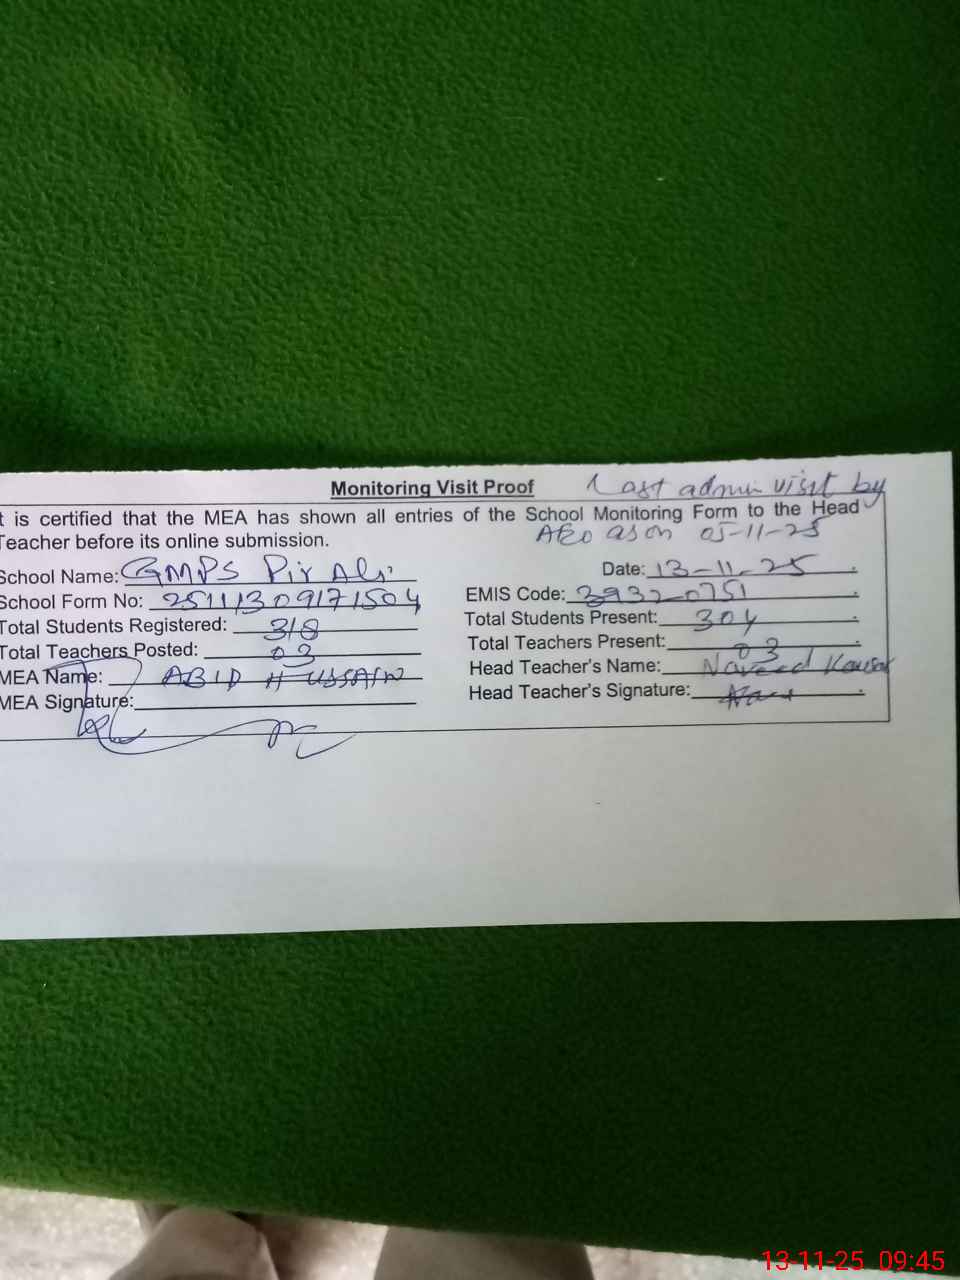 Monitoring Visit Proof Last admin visit by
t is certified that the MEA has shown all entries of the School Monitoring Form to the Head
Teacher before its online submission. AEO as on 05-11-25
School Name: GMPS Pir Ali Date: 13-11-25
School Form No: 25111309171504 EMIS Code: 39320751
Total Students Registered: 318 Total Students Present: 304
Total Teachers Posted: 03 Total Teachers Present: 03
MEA Name: ABID HUSSAIN Head Teacher's Name: Naveed Kousar
MEA Signature: Head Teacher's Signature:
13-11-25 09:45